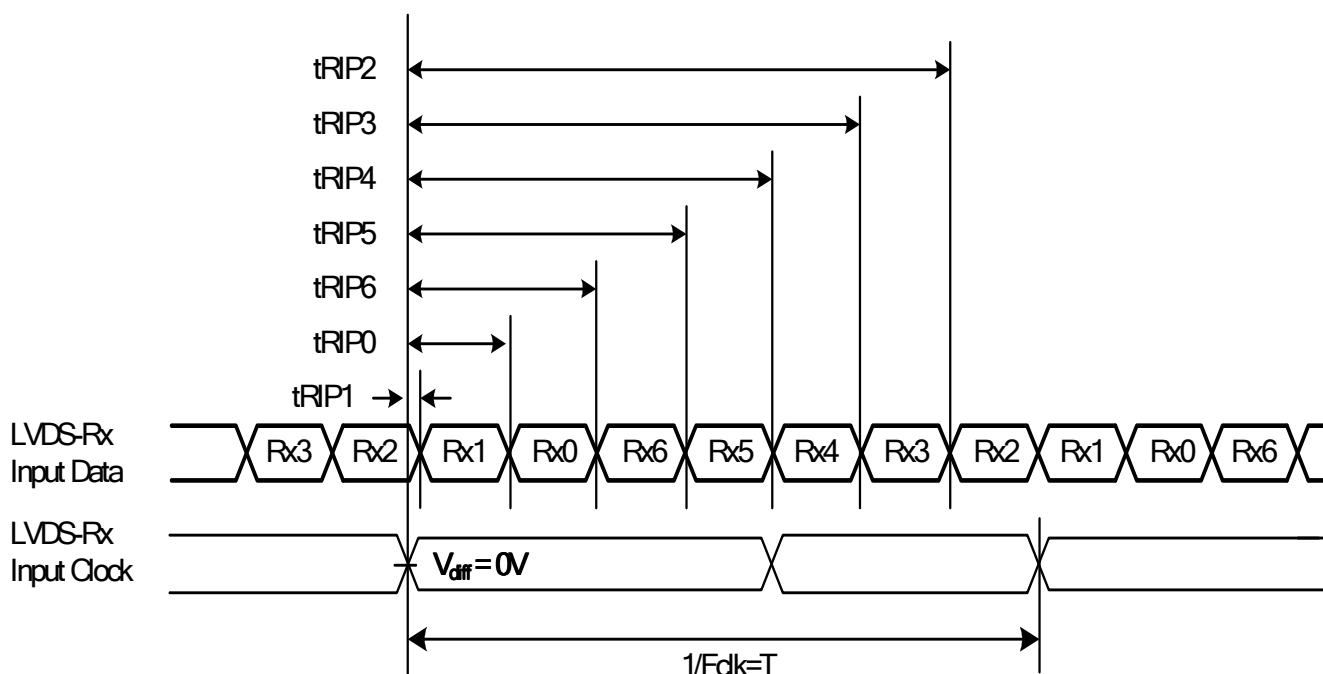 tRIP2
tRIP3
tRIP4
tRIP5
tRIP6
tRIP0
tRIP1
LVDS-Rx
Input Data
Rx3 Rx2 Rx1 Rx0 Rx6 Rx5 Rx4 Rx3 Rx2 Rx1 Rx0 Rx6
LVDS-Rx
Input Clock
Vdiff = 0V
1/Fclk=T